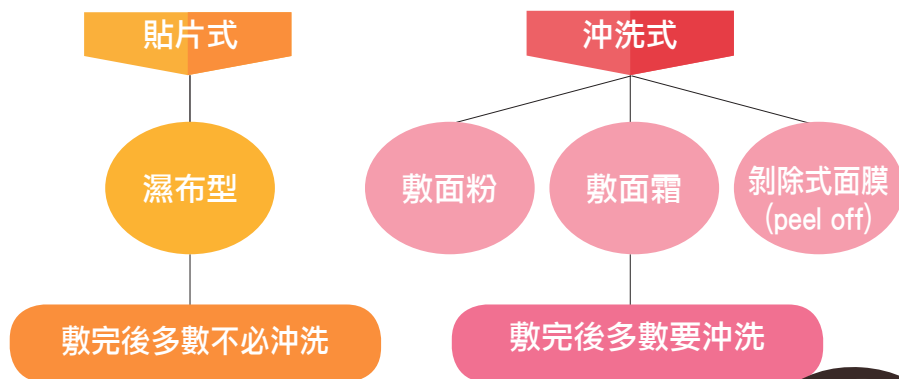 貼片式
沖洗式
濕布型
敷面粉
敷面霜
剝除式面膜
(peel off)
敷完後多數不必沖洗
敷完後多數要沖洗